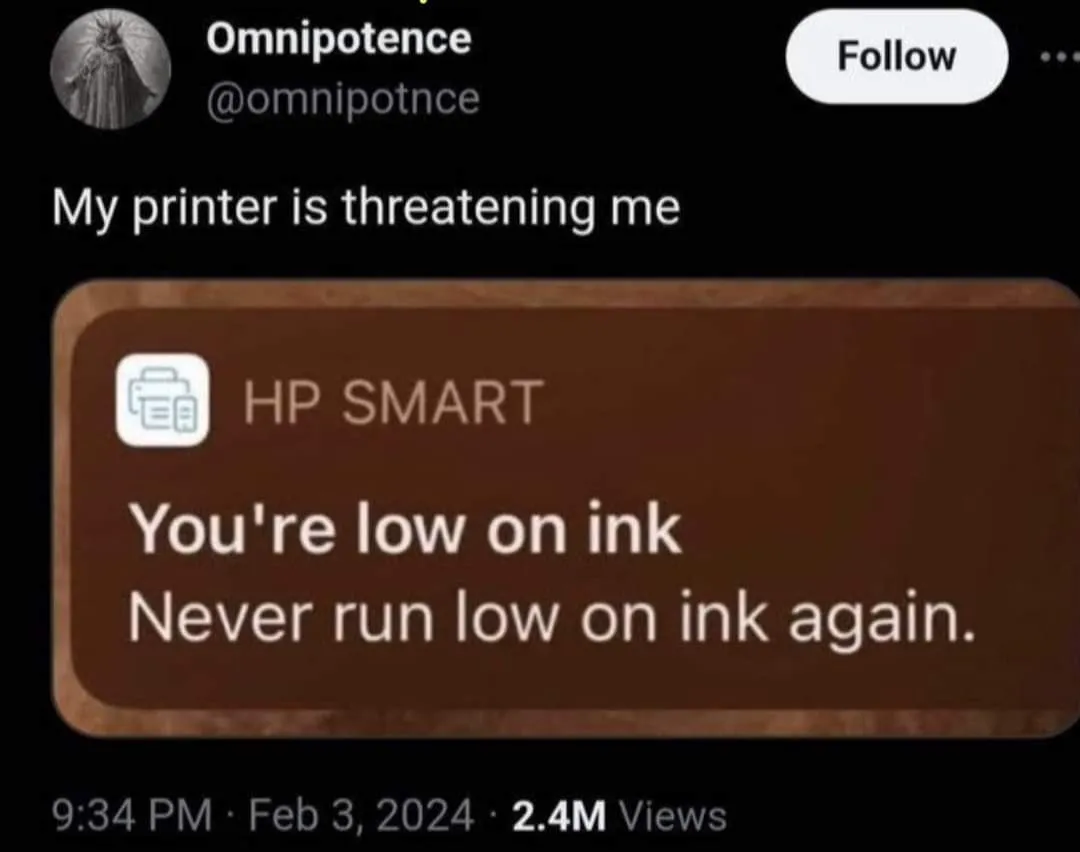 Omnipotence
@omnipotnce
Follow
My printer is threatening me
HP SMART
You're low on ink
Never run low on ink again.
9:34 PM · Feb 3, 2024 · 2.4M Views